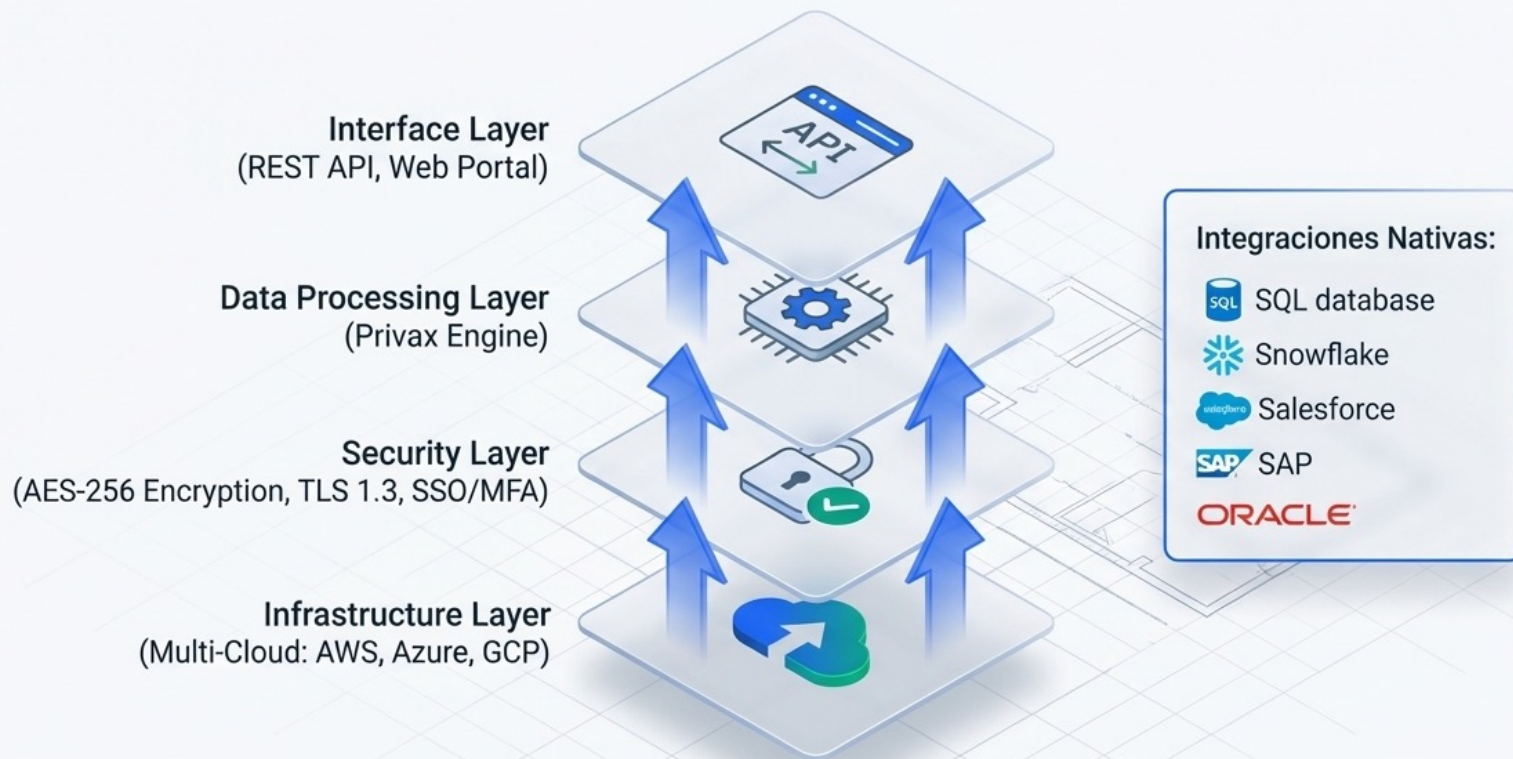 API
Interface Layer
(REST API, Web Portal)
Data Processing Layer
(Privax Engine)
Security Layer
(AES-256 Encryption, TLS 1.3, SSO/MFA)
Infrastructure Layer
(Multi-Cloud: AWS, Azure, GCP)
Integraciones Nativas:
SQL SQL database
Snowflake
Salesforce
SAP SAP
ORACLE